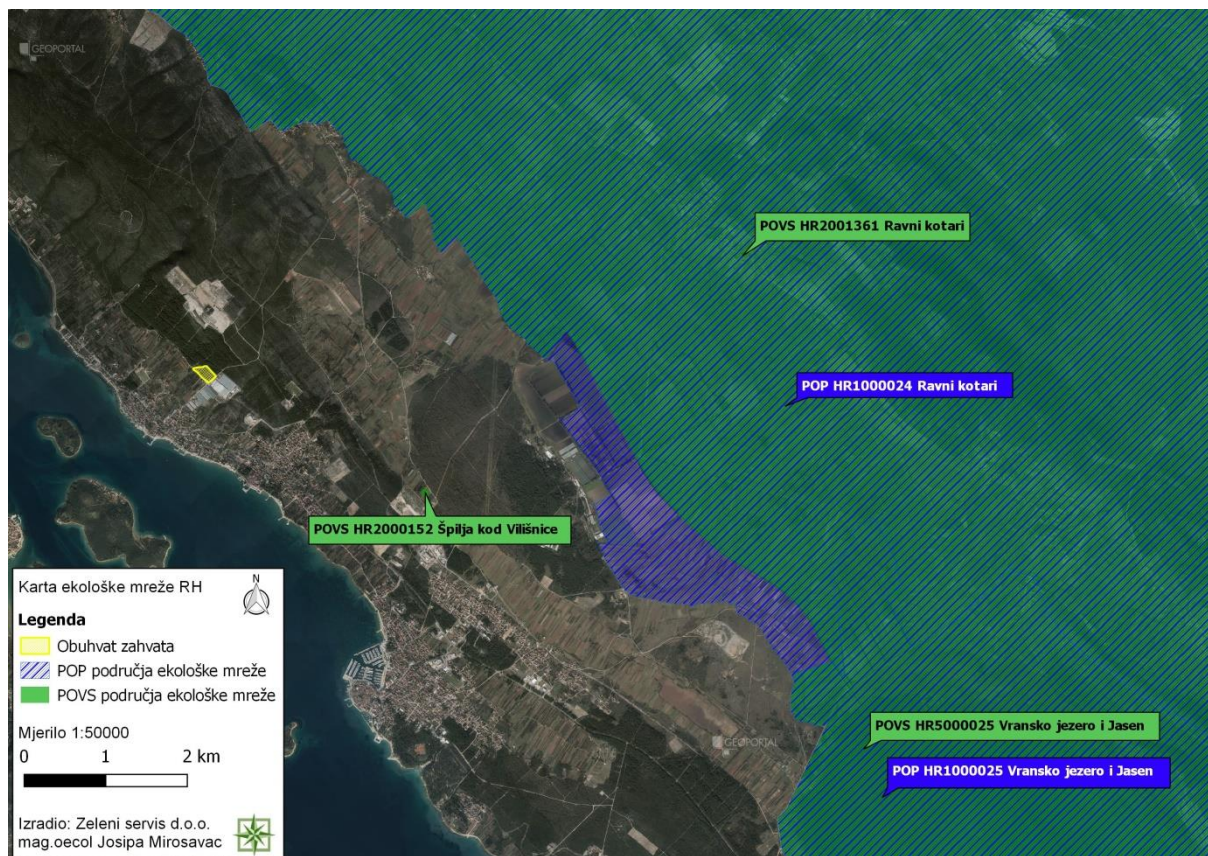 GEOPORTAL
POVS HR2001361 Ravni kotari
POP HR1000024 Ravni kotari
POVS HR2000152 Špilja kod Vilišnice
POVS HR5000025 Vransko jezero i Jasen
POP HR1000025 Vransko jezero i Jasen
GEOPORTAL
Karta ekološke mreže RH
N
Legenda
Obuhvat zahvata
POP područja ekološke mreže
POVS područja ekološke mreže
Mjerilo 1:50000
0 1 2 km
Izradio: Zeleni servis d.o.o.
mag.oecol Josipa Mirosavac